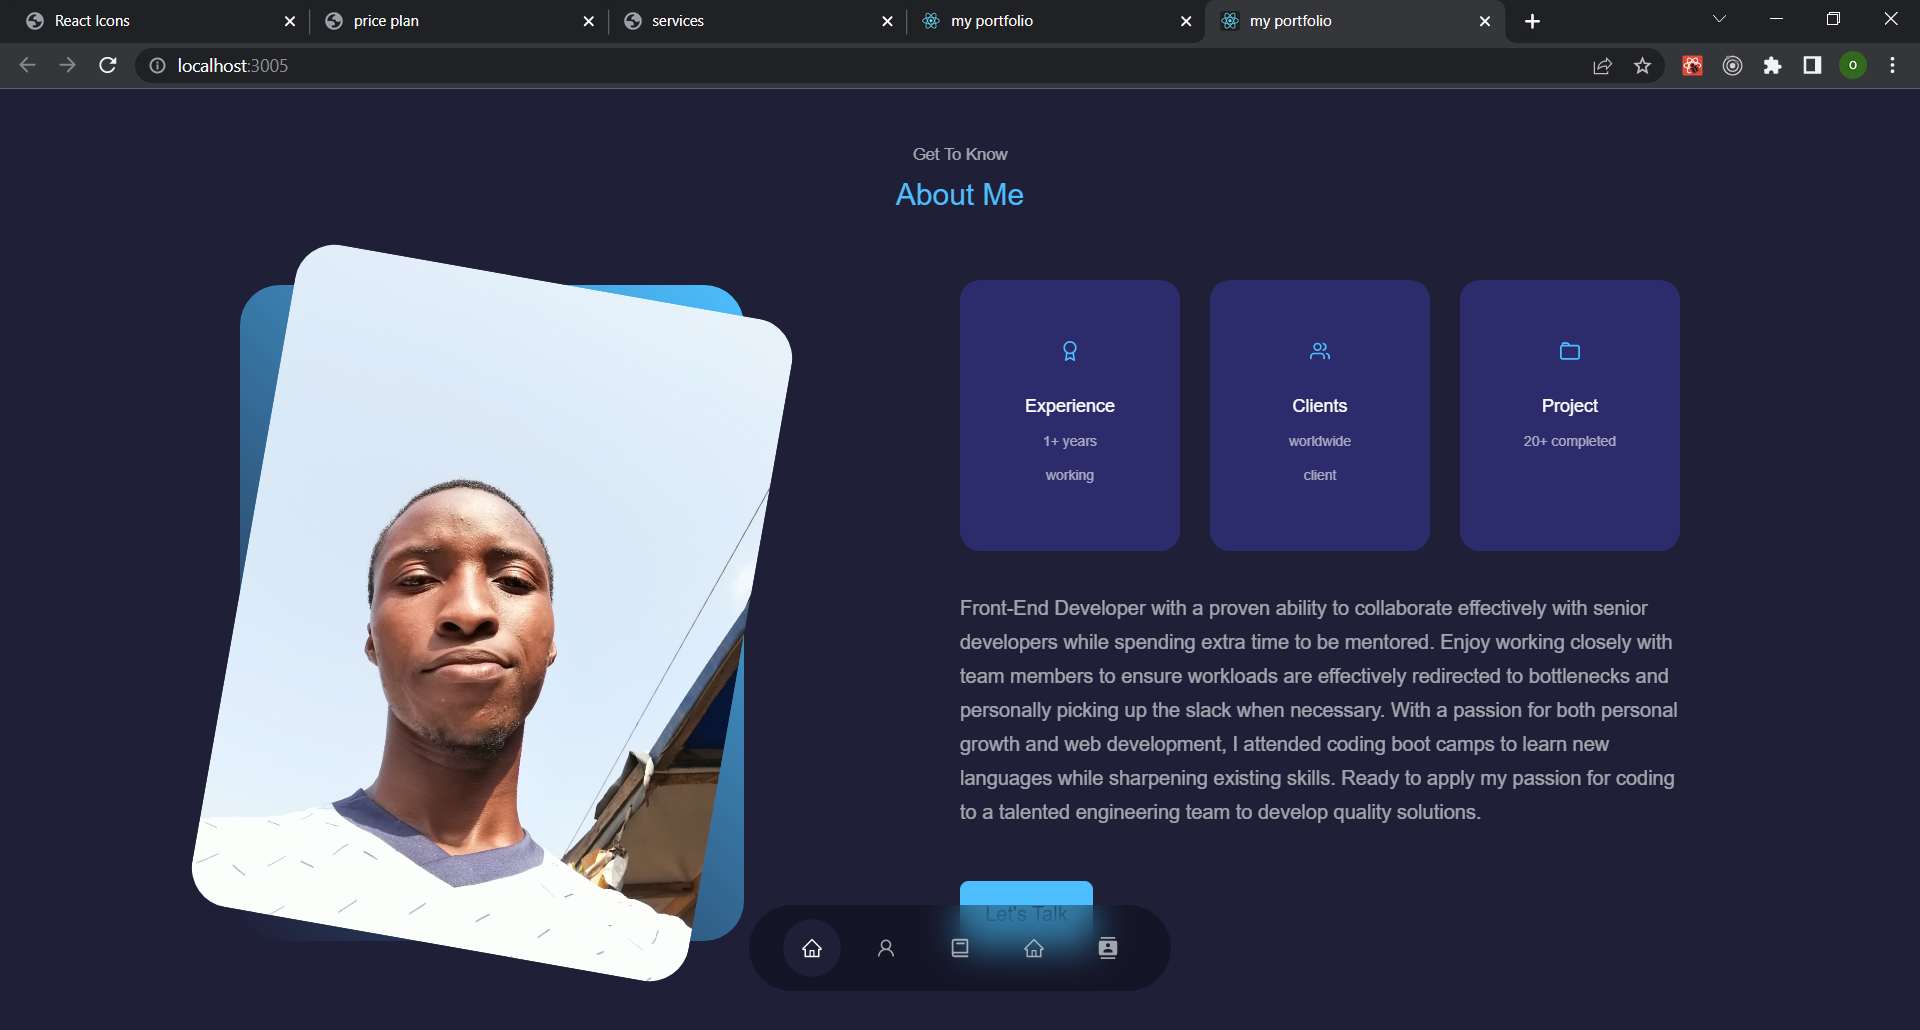 React Icons
price plan
services
my portfolio
my portfolio
localhost:3005
O
Get To Know
About Me
Experience
1+ years
working
Clients
worldwide
client
Project
20+ completed
Front-End Developer with a proven ability to collaborate effectively with senior
developers while spending extra time to be mentored. Enjoy working closely with
team members to ensure workloads are effectively redirected to bottlenecks and
personally picking up the slack when necessary. With a passion for both personal
growth and web development, I attended coding boot camps to learn new
languages while sharpening existing skills. Ready to apply my passion for coding
to a talented engineering team to develop quality solutions.
Let's Talk